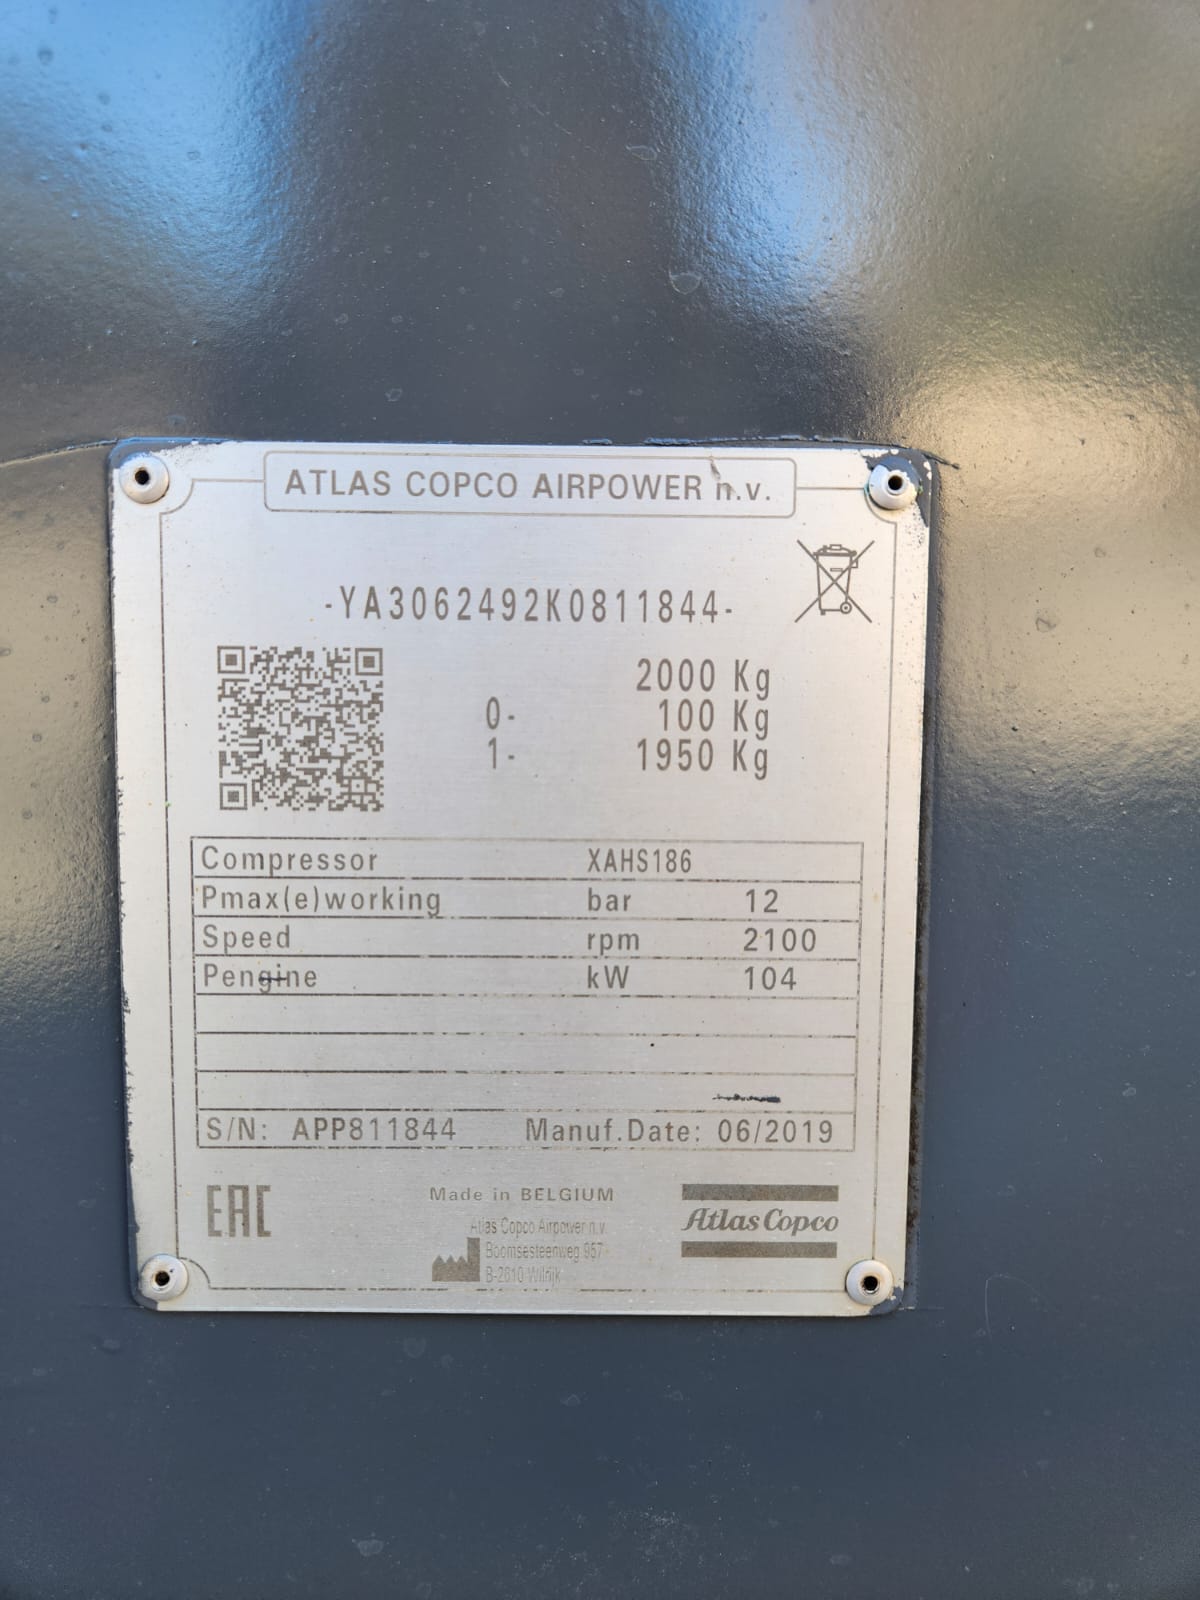 ATLAS COPCO AIRPOWER n.v.
-YA3062492K0811844-
2000 Kg
0- 100 Kg
1- 1950 Kg
Compressor XAHS186
Pmax(e)working bar 12
Speed rpm 2100
Pengine kW 104
S/N: APP811844 Manuf.Date: 06/2019
EAC
Made in BELGIUM
Atlas Copco Airpower n.v.
Boomsesteenweg 957
B-2610 Wilrijk
Atlas Copco